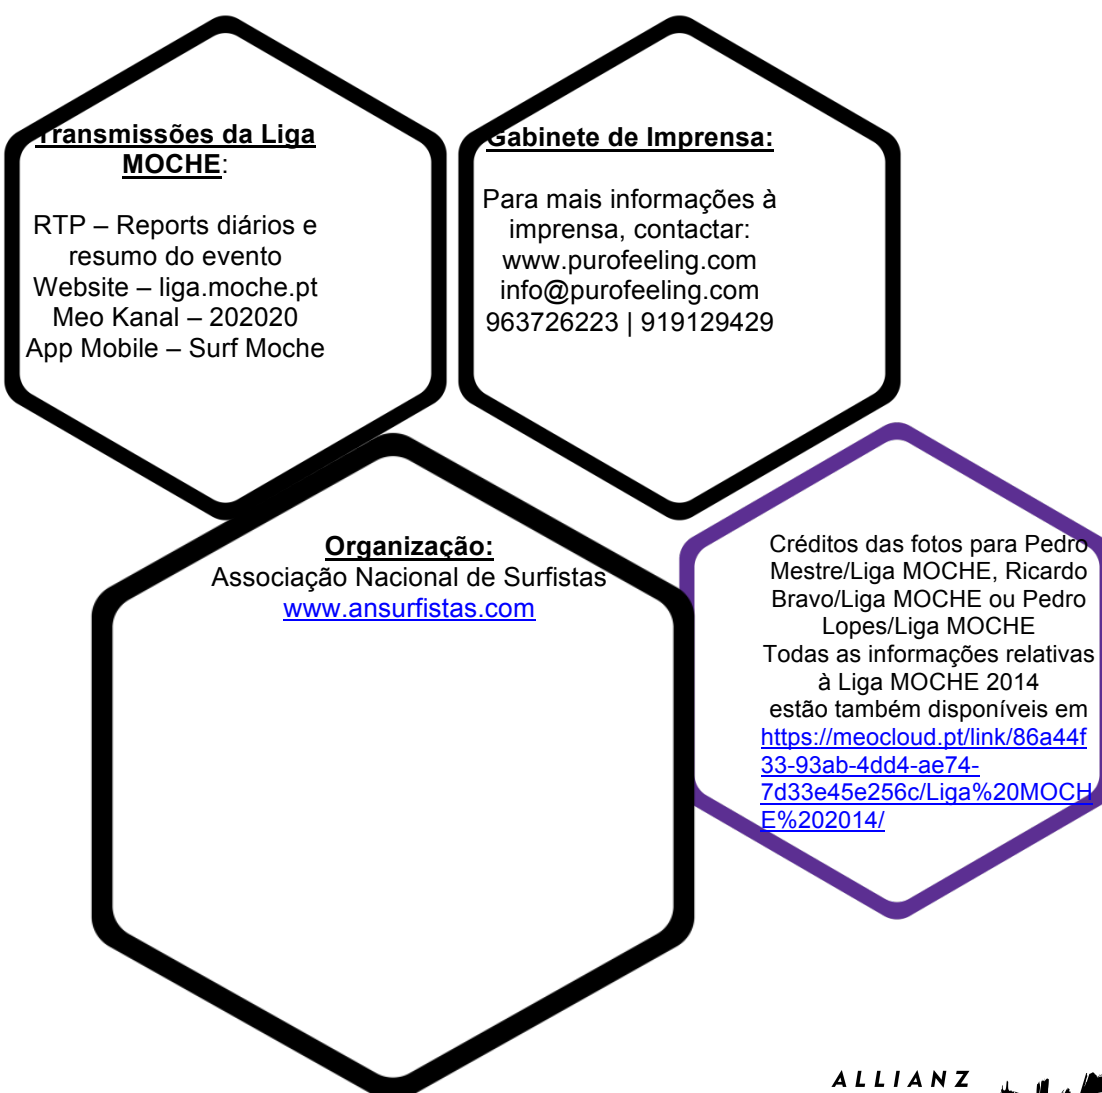 Transmissões da Liga
MOCHE:
RTP – Reports diários e
resumo do evento
Website – liga.moche.pt
Meo Kanal – 202020
App Mobile – Surf Moche
Gabinete de Imprensa:
Para mais informações à
imprensa, contactar:
www.purofeeling.com
info@purofeeling.com
963726223 | 919129429
Organização:
Associação Nacional de Surfistas
www.ansurfistas.com
Créditos das fotos para Pedro
Mestre/Liga MOCHE, Ricardo
Bravo/Liga MOCHE ou Pedro
Lopes/Liga MOCHE
Todas as informações relativas
à Liga MOCHE 2014
estão também disponíveis em
https://meocloud.pt/link/86a44f
33-93ab-4dd4-ae74-
7d33e45e256c/Liga%20MOCH
E%202014/
ALLIANZ